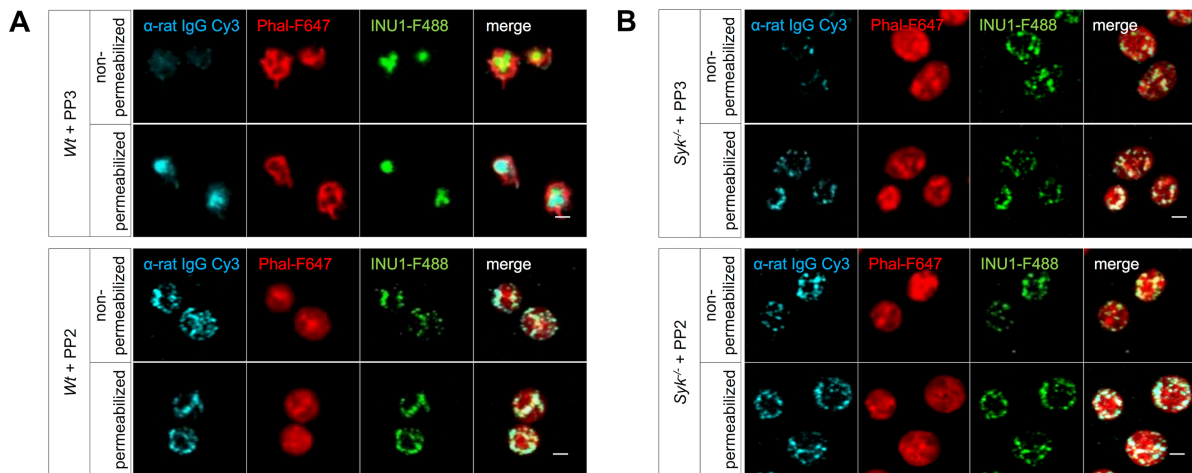 A
α-rat IgG Cy3 Phal-F647 INU1-F488 merge
Wt + PP3
non-
permeabilized
permeabilized
α-rat IgG Cy3 Phal-F647 INU1-F488 merge
Wt + PP2
non-
permeabilized
permeabilized
B
α-rat IgG Cy3 Phal-F647 INU1-F488 merge
Syk-/- + PP3
non-
permeabilized
permeabilized
α-rat IgG Cy3 Phal-F647 INU1-F488 merge
Syk-/- + PP2
non-
permeabilized
permeabilized